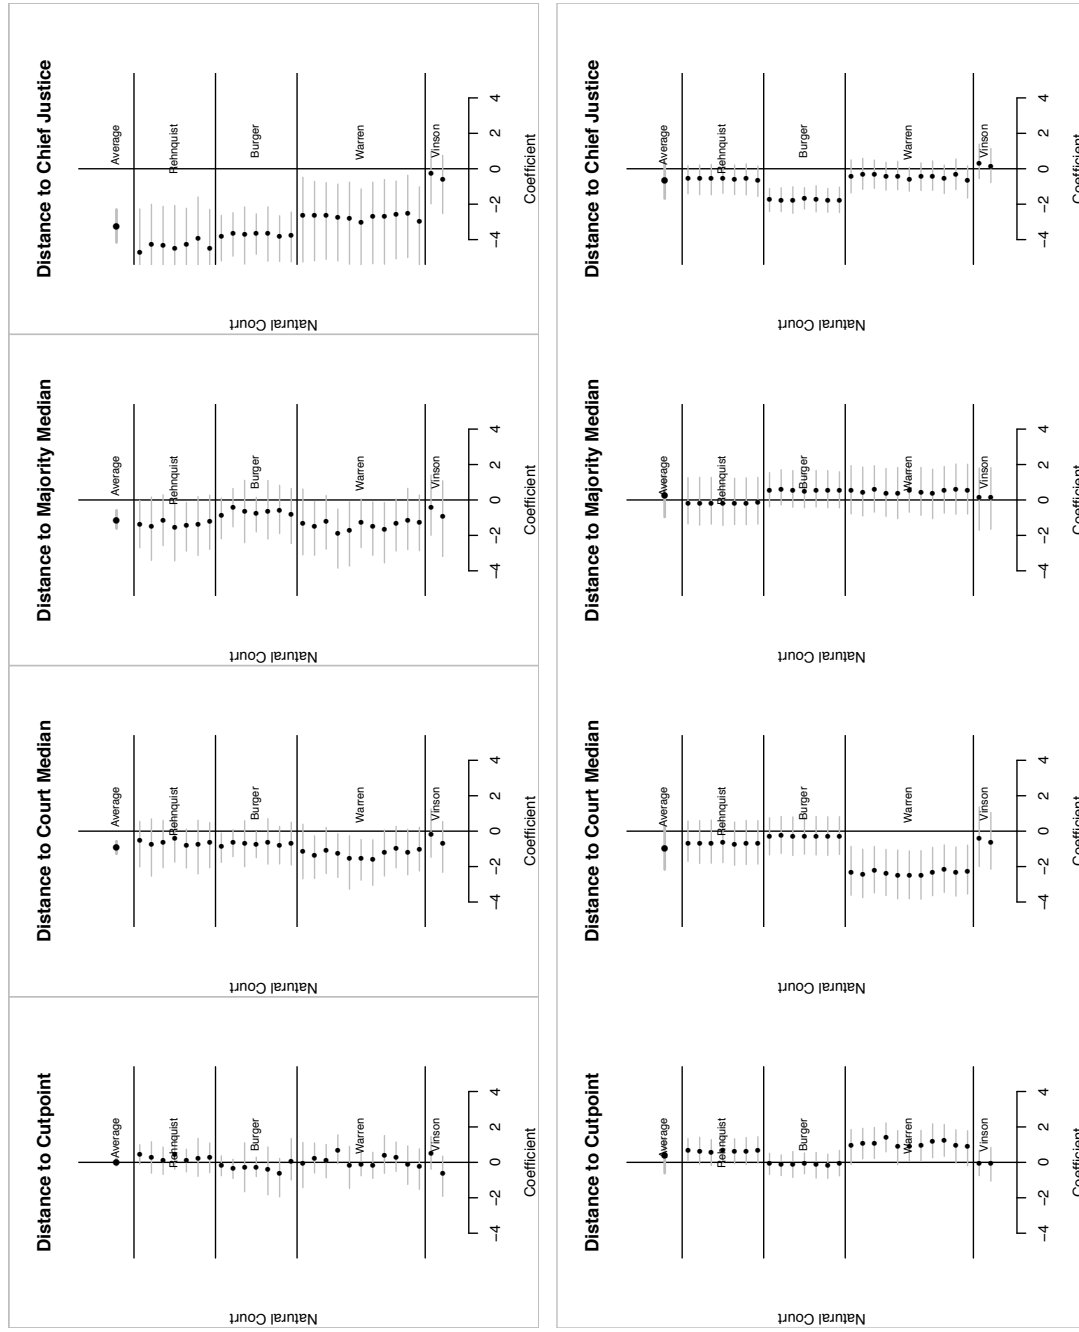 Distance to Cutpoint
Natural Court
Average
Rehnquist
Burger
Warren
Vinson
−4 −2 0 2 4
Coefficient
Distance to Court Median
Natural Court
Average
Rehnquist
Burger
Warren
Vinson
−4 −2 0 2 4
Coefficient
Distance to Majority Median
Natural Court
Average
Rehnquist
Burger
Warren
Vinson
−4 −2 0 2 4
Coefficient
Distance to Chief Justice
Natural Court
Average
Rehnquist
Burger
Warren
Vinson
−4 −2 0 2 4
Coefficient
Distance to Cutpoint
Natural Court
Average
Rehnquist
Burger
Warren
Vinson
−4 −2 0 2 4
Coefficient
Distance to Court Median
Natural Court
Average
Rehnquist
Burger
Warren
Vinson
−4 −2 0 2 4
Coefficient
Distance to Majority Median
Natural Court
Average
Rehnquist
Burger
Warren
Vinson
−4 −2 0 2 4
Coefficient
Distance to Chief Justice
Natural Court
Average
Rehnquist
Burger
Warren
Vinson
−4 −2 0 2 4
Coefficient